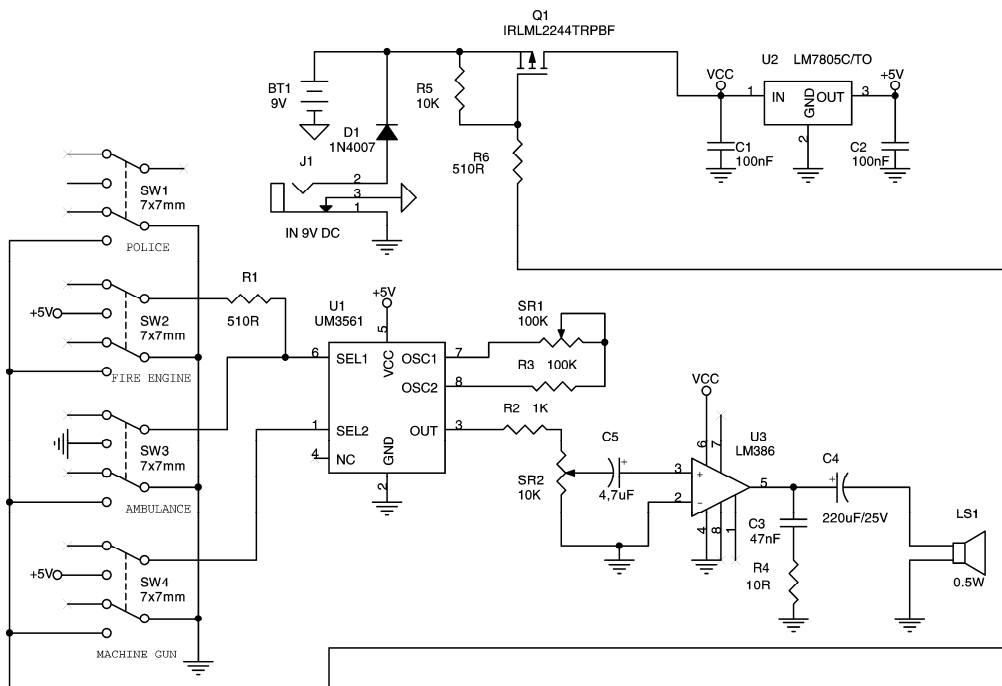 Q1
IRLML2244TRPBF
U2 LM7805C/TO
VCC
+5V
1 IN OUT 3
GND
2
BT1
9V
R5
10K
D1
1N4007
C1
100nF
C2
100nF
R6
510R
J1
2
3
1
IN 9V DC
SW1
7x7mm
POLICE
R1
510R
+5V
SW2
7x7mm
FIRE ENGINE
U1
UM3561
+5V
5
VCC
6 SEL1
OSC1 7
OSC2 8
1 SEL2
OUT 3
4 NC
GND
2
SR1
100K
R3 100K
R2 1K
SR2
10K
C5
+
4,7uF
VCC
6
7
U3
LM386
3 +
2 -
5
4
8
1
C4
+
220uF/25V
C3
47nF
R4
10R
LS1
0.5W
SW3
7x7mm
AMBULANCE
+5V
SW4
7x7mm
MACHINE GUN